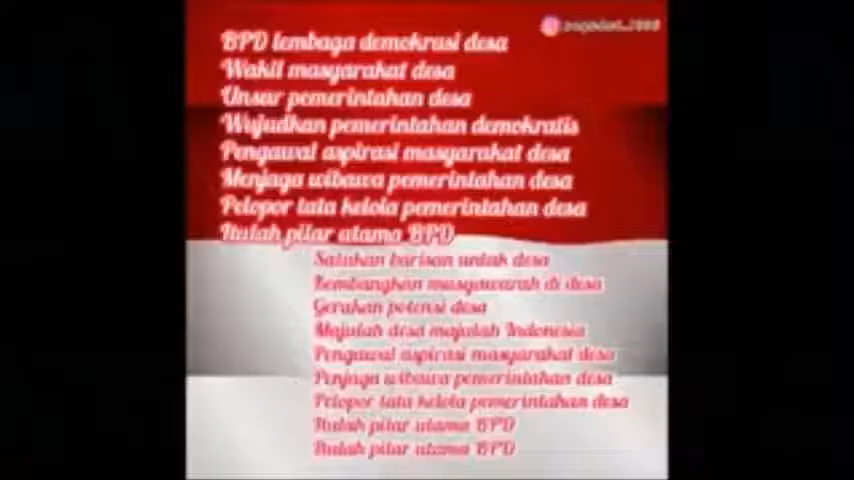 BPD lembaga demokrasi desa
Wakil masyarakat desa
Unsur pemerintahan desa
Wujudkan pemerintahan demokratis
Pengawal aspirasi masyarakat desa
Menjaga wibawa pemerintahan desa
Pelopor tata kelola pemerintahan desa
Itulah pilar utama BPD
Satukan barisan untuk desa
Kembangkan musyawarah di desa
Gerakan potensi desa
Majulah desa majulah Indonesia
Pengawal aspirasi masyarakat desa
Penjaga wibawa pemerintahan desa
Pelopor tata kelola pemerintahan desa
Itulah pilar utama BPD
Itulah pilar utama BPD